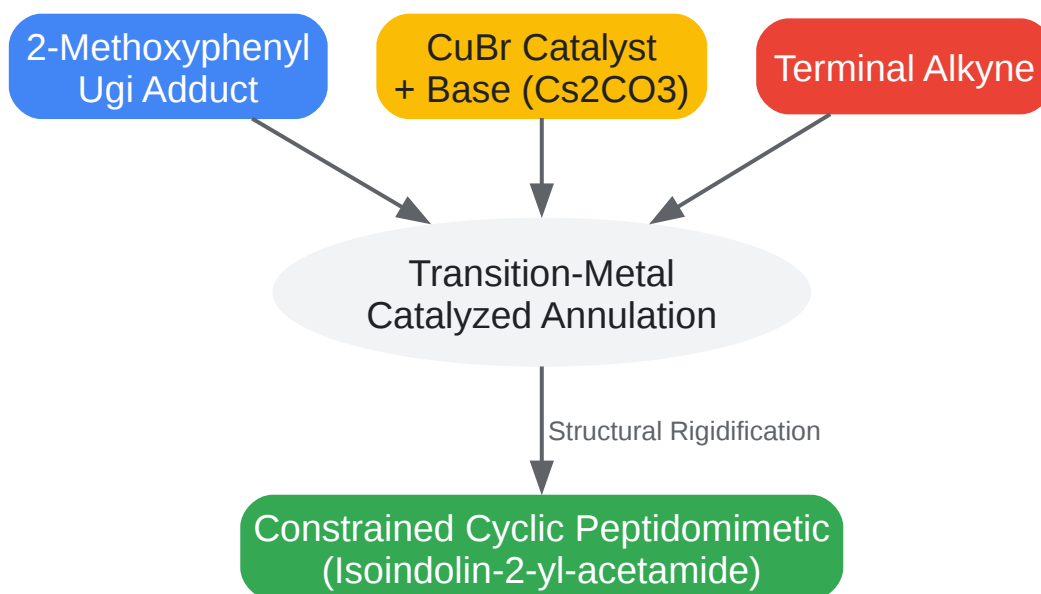 2-Methoxyphenyl
Ugi Adduct
CuBr Catalyst
+ Base (Cs2CO3)
Terminal Alkyne
Transition-Metal
Catalyzed Annulation
Structural Rigidification
Constrained Cyclic Peptidomimetic
(Isoindolin-2-yl-acetamide)